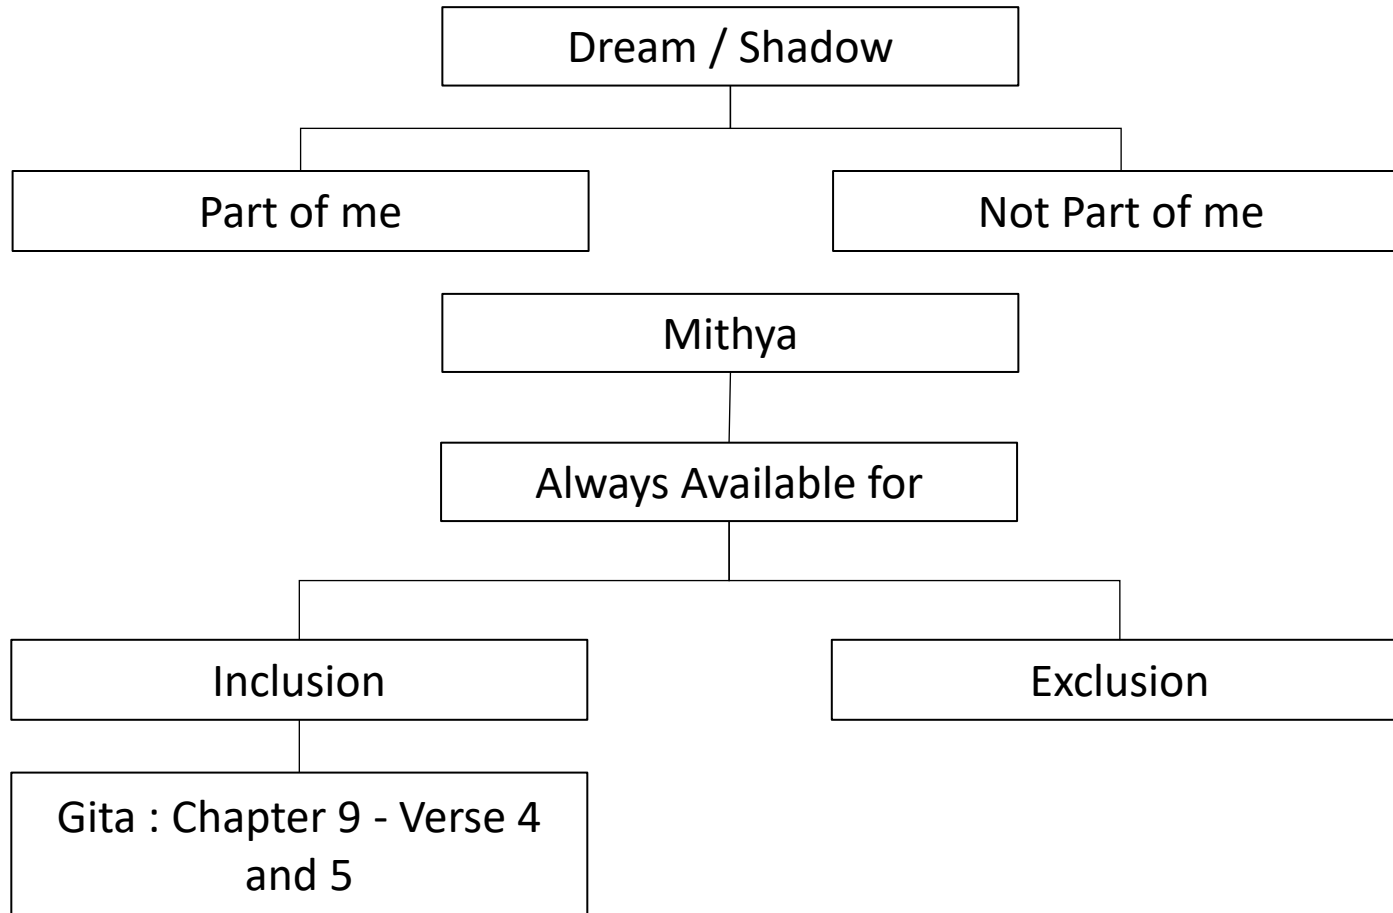 Dream / Shadow
Part of me
Not Part of me
Mithya
Always Available for
Inclusion
Exclusion
Gita : Chapter 9 - Verse 4
and 5